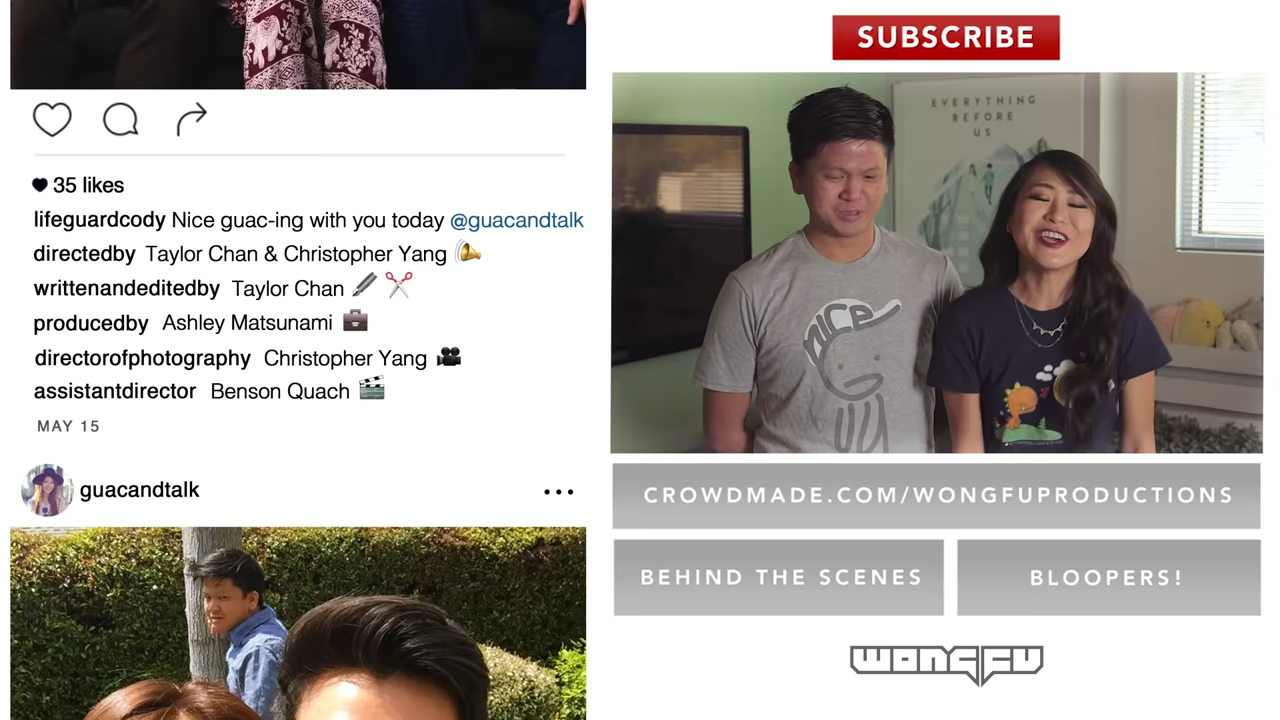 35 likes
lifeguardcody Nice guac-ing with you today @guacandtalk
directedby Taylor Chan & Christopher Yang
writtenandeditedby Taylor Chan
producedby Ashley Matsunami
directorofphotography Christopher Yang
assistantdirector Benson Quach
MAY 15
guacandtalk
SUBSCRIBE
EVERYTHING
BEFORE
US
nice
guy
CROWDMADE.COM/WONGFUPRODUCTIONS
BEHIND THE SCENES
BLOOPERS!
WONGFU